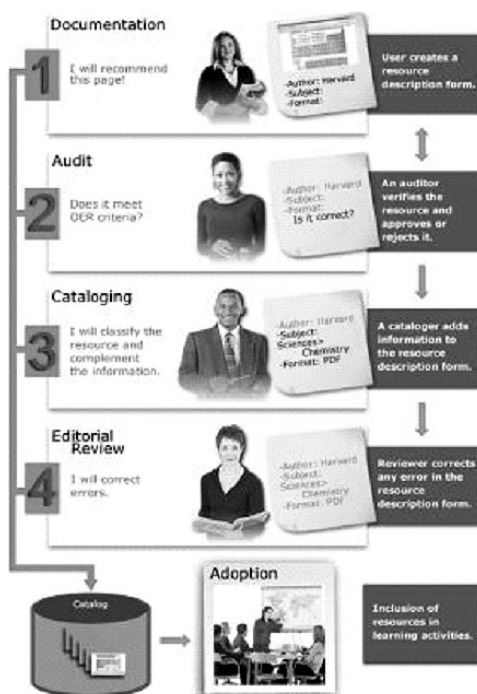 Documentation
1
I will recommend
this page!
-Author: Harvard
-Subject:
-Format:
User creates a
resource
description form.
Audit
2
Does it meet
OER criteria?
-Author: Harvard
-Subject:
-Format:
Is it correct?
An auditor
verifies the
resource and
approves or
rejects it.
Cataloging
3
I will classify the
resource and
complement
the information.
-Author: Harvard
-Subject:
Sciences>
Chemistry
-Format: PDF
A cataloger adds
information to
the resource
description form.
Editorial
Review
4
I will correct
errors.
-Author: Harvard
-Subject:
Sciences>
Chemistry
-Format: PDF
Reviewer corrects
any error in the
resource
description form.
Catalog
Adoption
Inclusion of
resources in
learning activities.